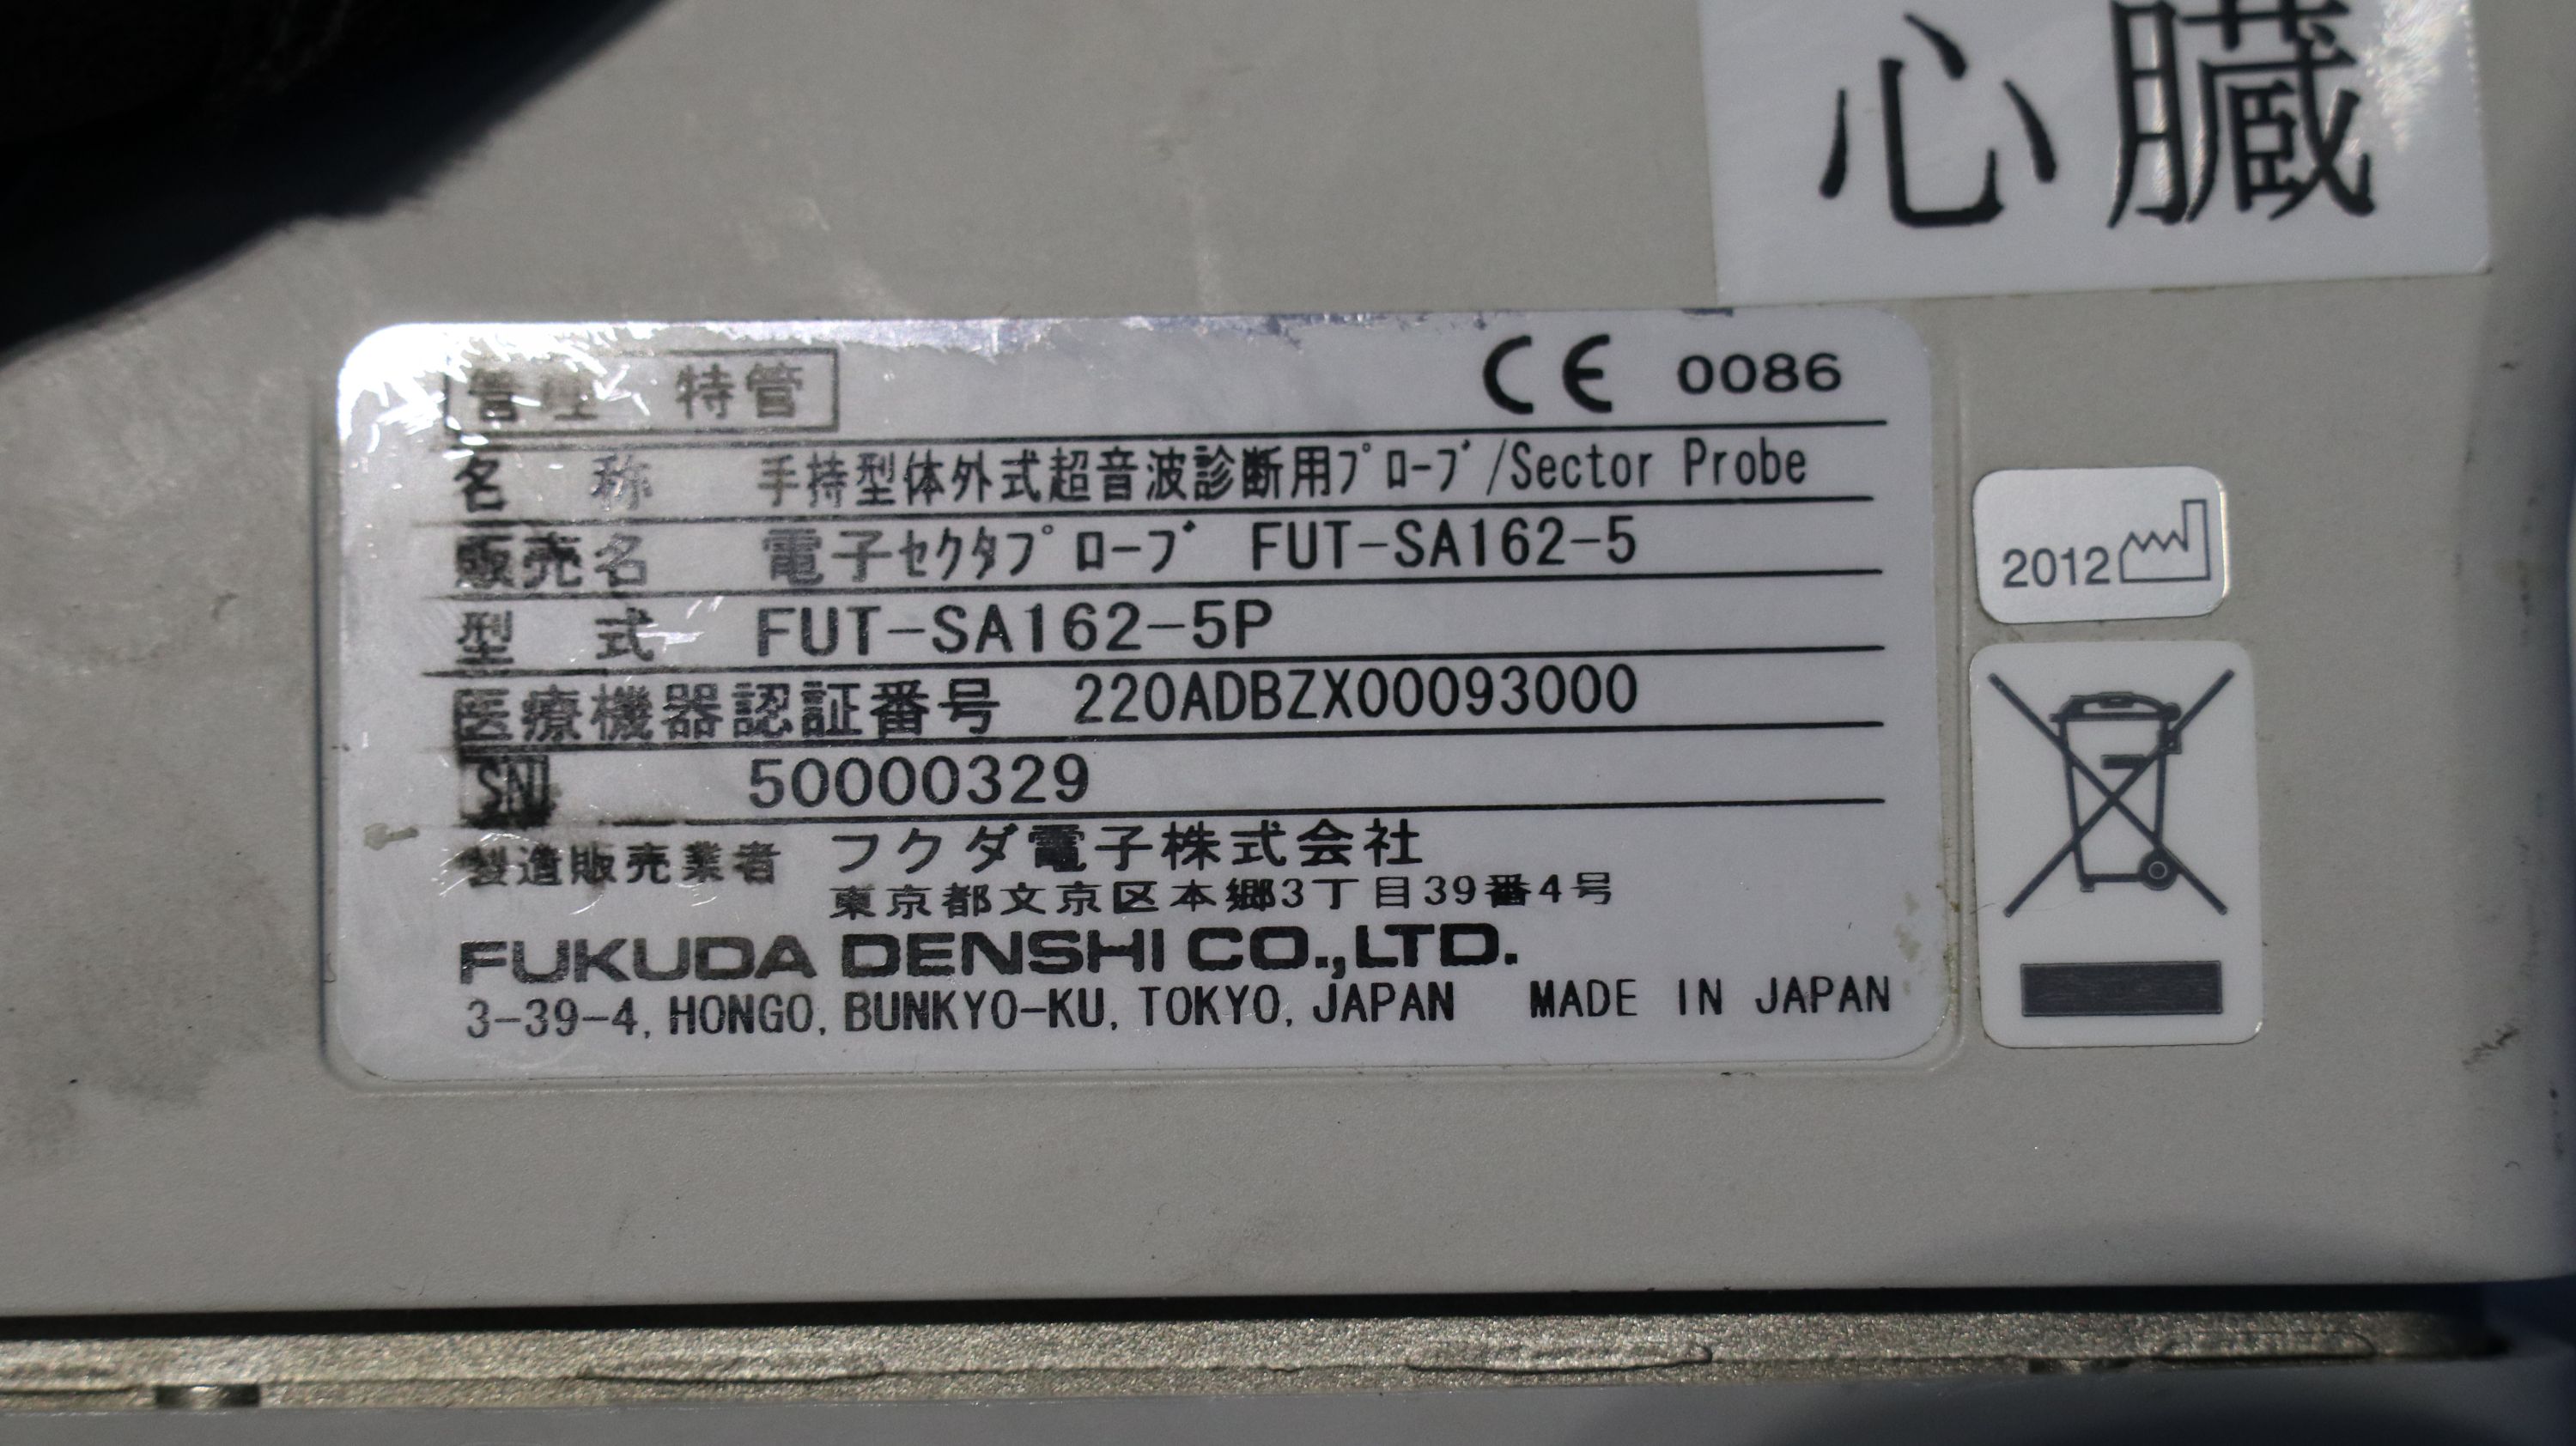 心臓
管理 特管
CE 0086
名 称 手持型体外式超音波診断用プローブ/Sector Probe
販売名 電子セクタプローブ FUT-SA162-5
型 式 FUT-SA162-5P
医療機器認証番号 220ADBZX00093000
SN 50000329
製造販売業者 フクダ電子株式会社
東京都文京区本郷3丁目39番4号
FUKUDA DENSHI CO.,LTD.
3-39-4, HONGO, BUNKYO-KU, TOKYO, JAPAN MADE IN JAPAN
2012